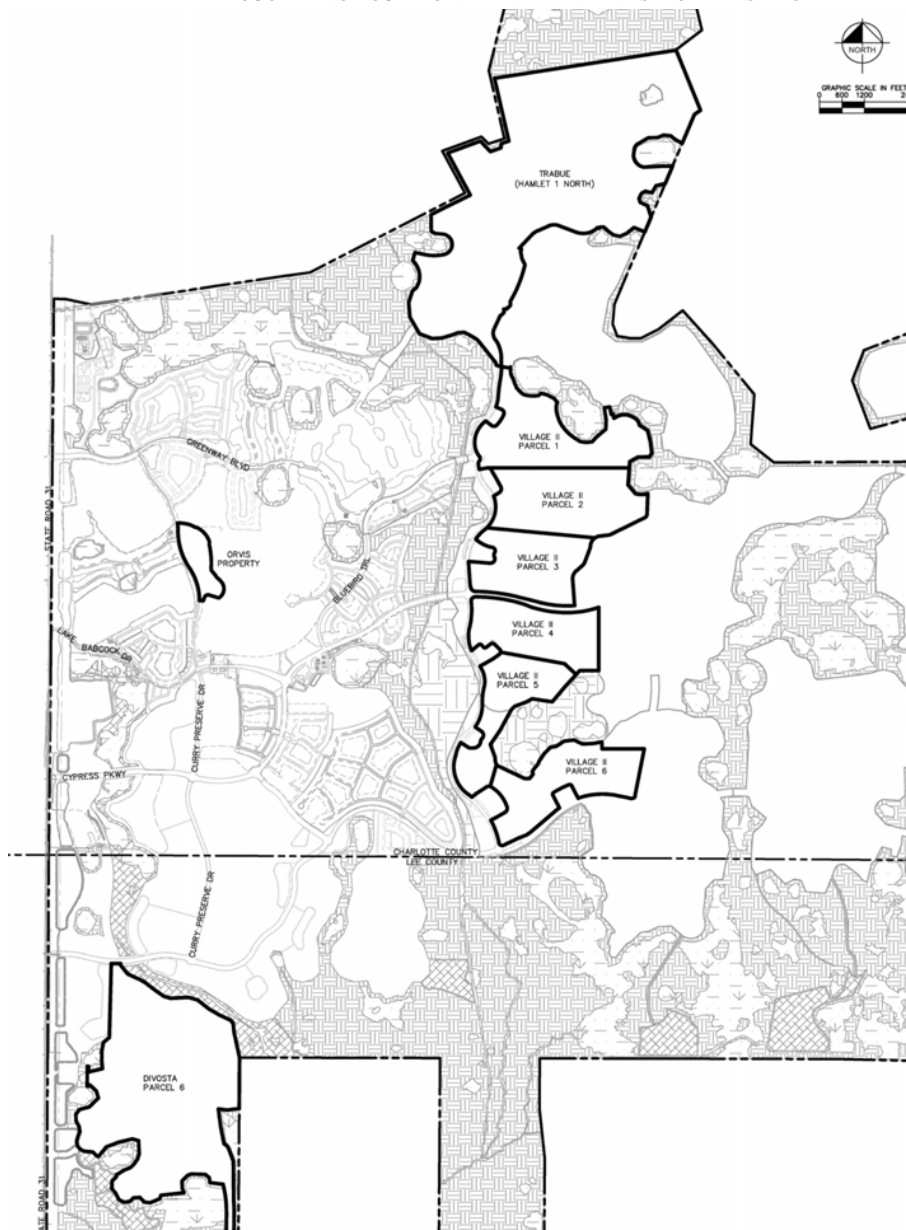 NORTH
GRAPHIC SCALE IN FEET
0 600 1200
TRABUE
(HAMLET 1 NORTH)
VILLAGE II
PARCEL 1
GREENWAY BLVD
VILLAGE II
PARCEL 2
STATE ROAD 31
ORVIS
PROPERTY
VILLAGE II
PARCEL 3
BLUEBIRD TRL
VILLAGE II
PARCEL 4
LAKE BABCOCK DR
VILLAGE II
PARCEL 5
CURRY PRESERVE DR
VILLAGE II
PARCEL 6
CYPRESS PKWY
CHARLOTTE COUNTY
LEE COUNTY
CURRY PRESERVE DR
DIVOSTA
PARCEL 6
STATE ROAD 31